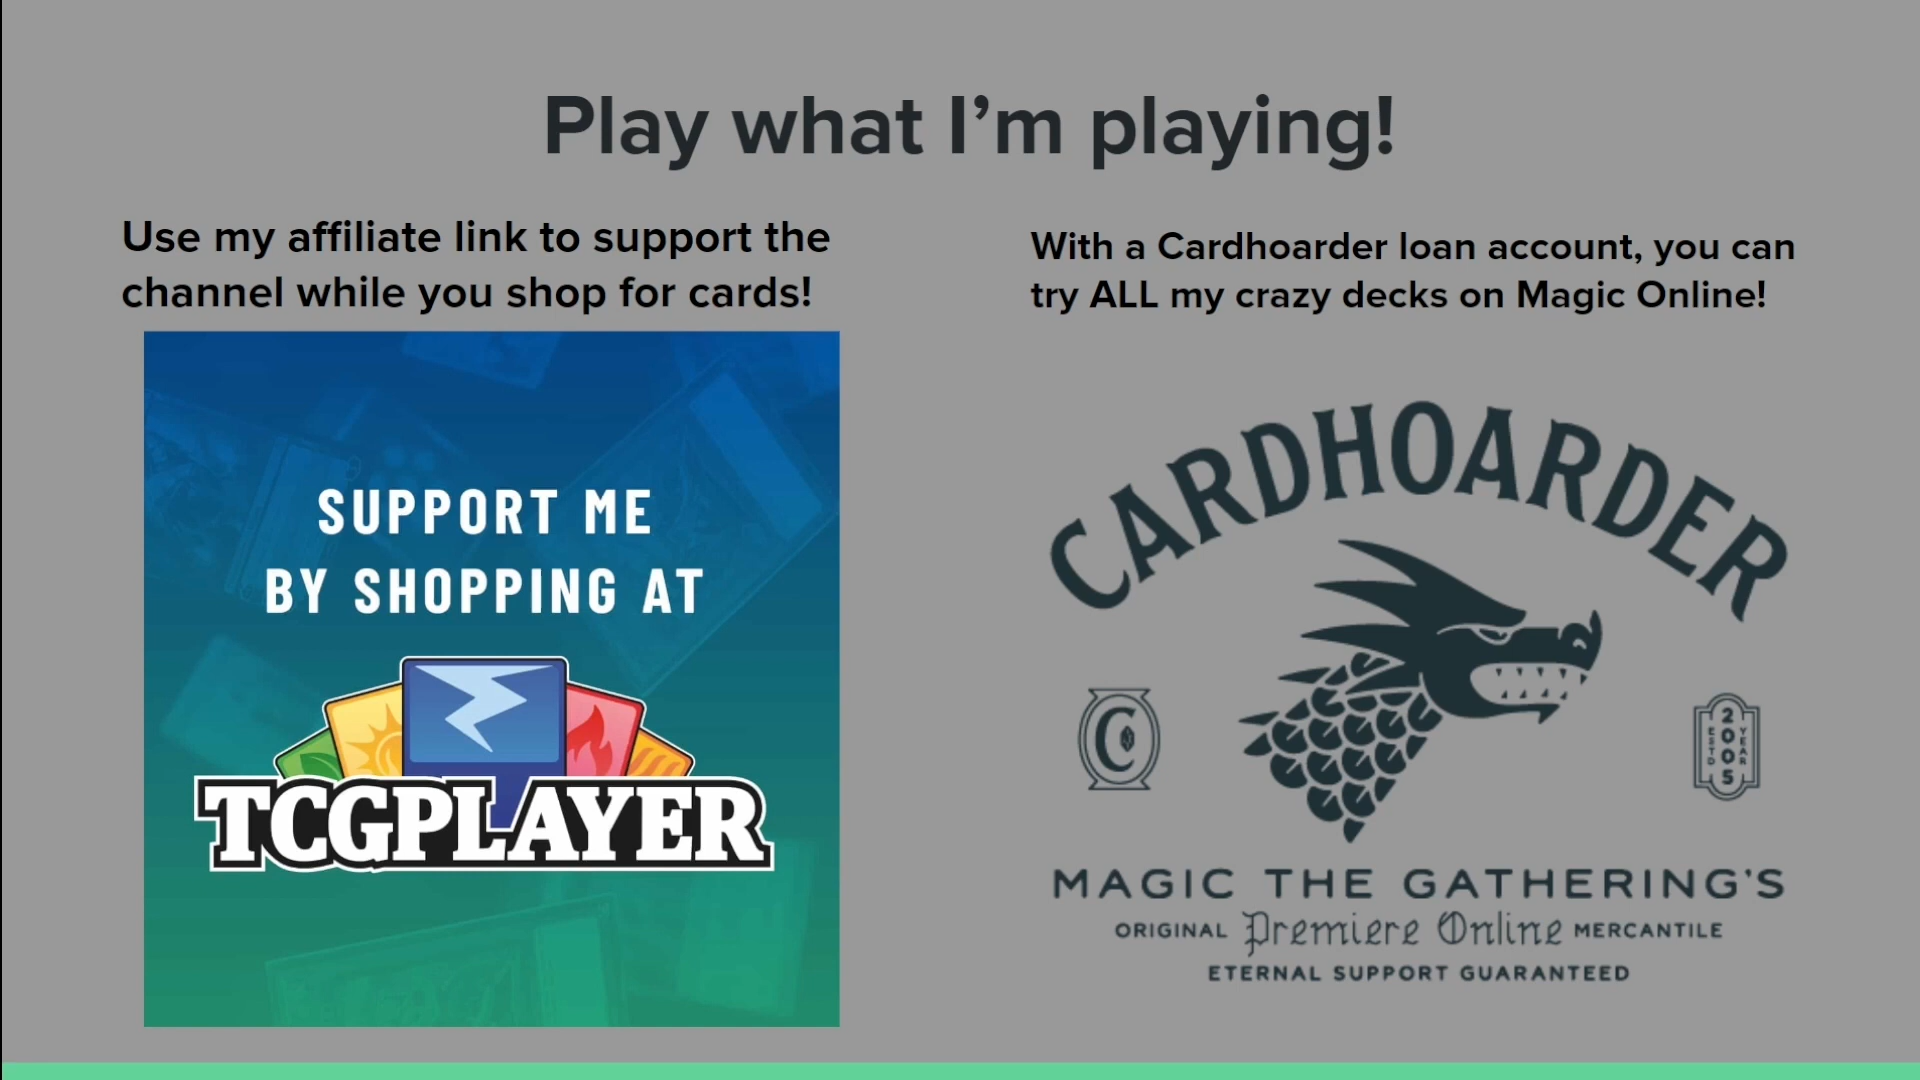 Play what I’m playing!
Use my affiliate link to support the
channel while you shop for cards!
SUPPORT ME
BY SHOPPING AT
TCGPLAYER
With a Cardhoarder loan account, you can
try ALL my crazy decks on Magic Online!
CARDHOARDER
C
ESTD 2005 YEAR
MAGIC THE GATHERING'S
ORIGINAL Premiere Online MERCANTILE
ETERNAL SUPPORT GUARANTEED